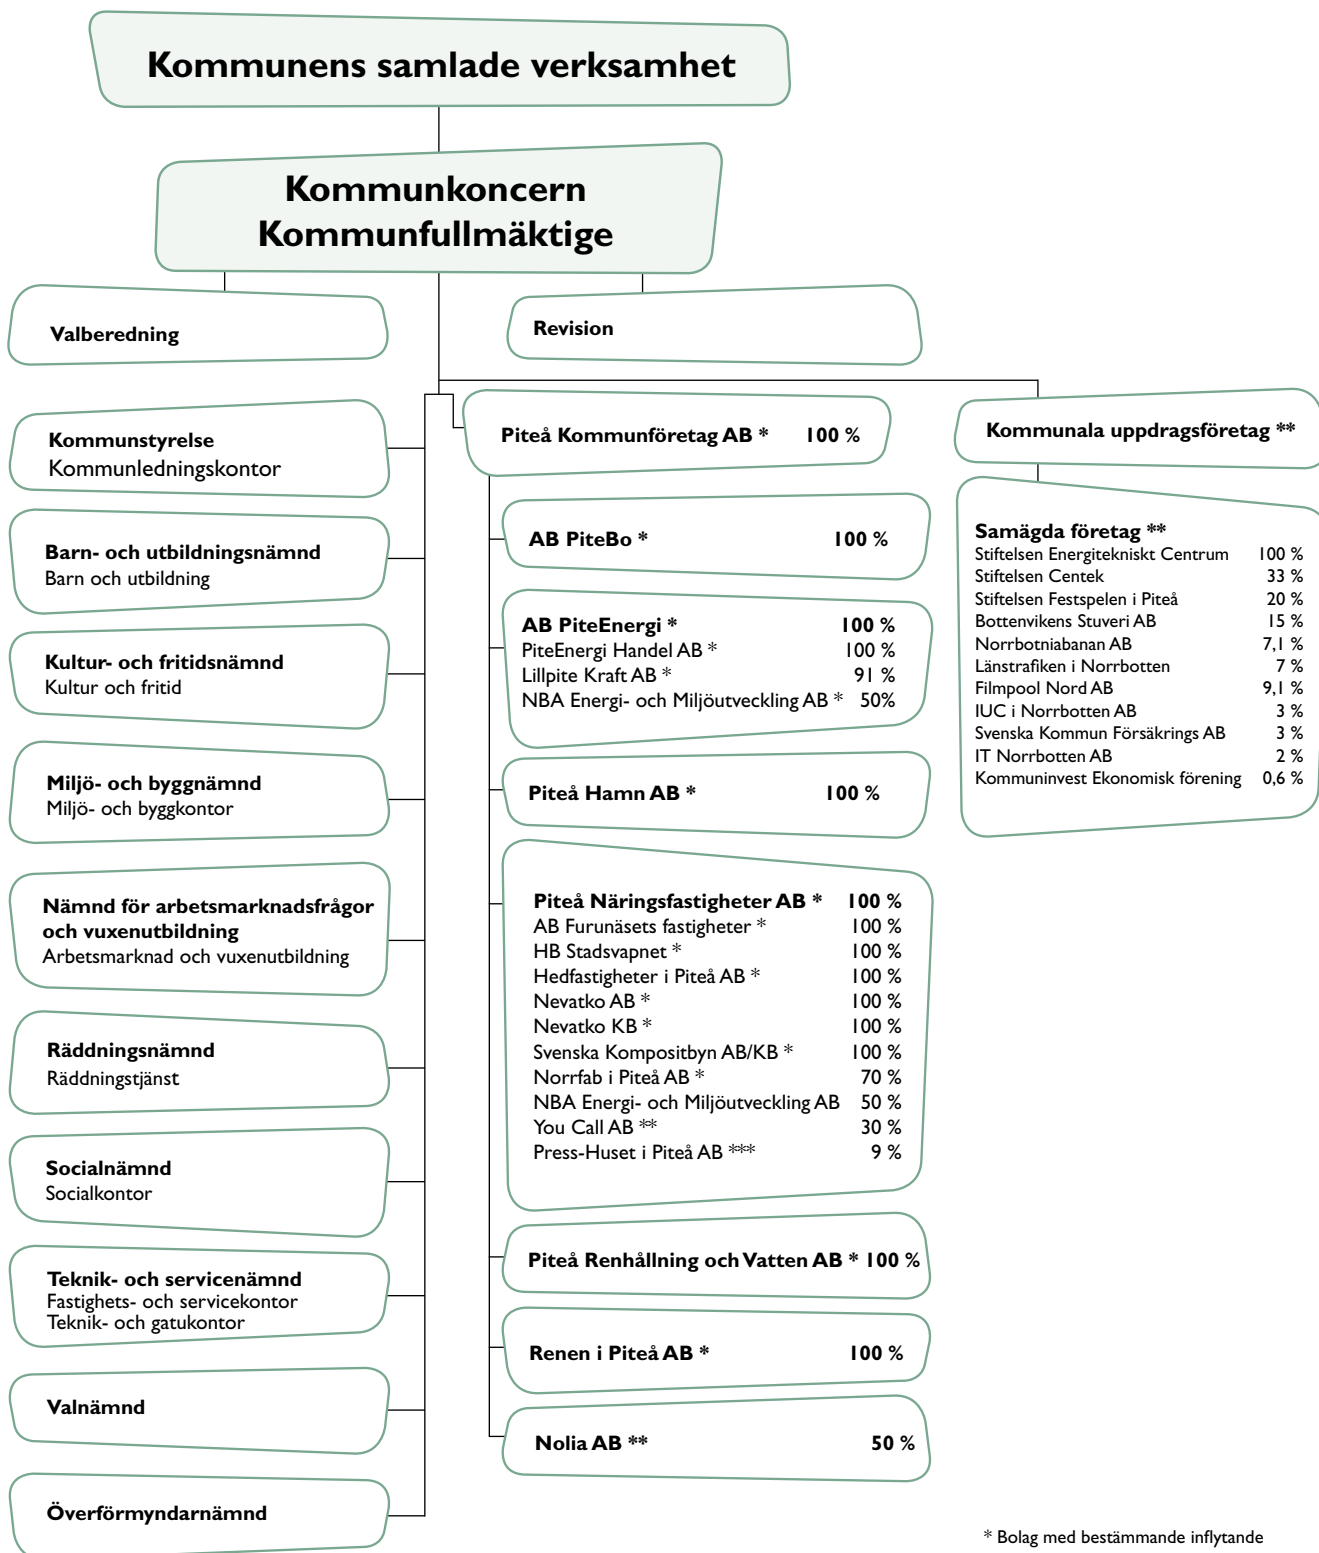 Kommunens samlade verksamhet
Kommunkoncern
Kommunfullmäktige
Valberedning
Revision
Kommunstyrelse
Kommunledningskontor
Barn- och utbildningsnämnd
Barn och utbildning
Kultur- och fritidsnämnd
Kultur och fritid
Miljö- och byggnämnd
Miljö- och byggkontor
Nämnd för arbetsmarknadsfrågor
och vuxenutbildning
Arbetsmarknad och vuxenutbildning
Räddningsnämnd
Räddningstjänst
Socialnämnd
Socialkontor
Teknik- och servicenämnd
Fastighets- och servicekontor
Teknik- och gatukontor
Valnämnd
Överförmyndarnämnd
Piteå Kommunföretag AB * 100 %
AB PiteBo * 100 %
AB PiteEnergi * 100 %
PiteEnergi Handel AB * 100 %
Lillpite Kraft AB * 91 %
NBA Energi- och Miljöutveckling AB * 50%
Piteå Hamn AB * 100 %
Piteå Näringsfastigheter AB * 100 %
AB Furunäsets fastigheter * 100 %
HB Stadsvapnet * 100 %
Hedfastigheter i Piteå AB * 100 %
Nevatko AB * 100 %
Nevatko KB * 100 %
Svenska Kompositbyn AB/KB * 100 %
Norrfab i Piteå AB * 70 %
NBA Energi- och Miljöutveckling AB 50 %
You Call AB ** 30 %
Press-Huset i Piteå AB *** 9 %
Piteå Renhållning och Vatten AB * 100 %
Renen i Piteå AB * 100 %
Nolia AB ** 50 %
Kommunala uppdragsföretag **
Samägda företag **
Stiftelsen Energitekniskt Centrum 100 %
Stiftelsen Centek 33 %
Stiftelsen Festspelen i Piteå 20 %
Bottenvikens Stuveri AB 15 %
Norrbotniabanan AB 7,1 %
Länstrafiken i Norrbotten 7 %
Filmpool Nord AB 9,1 %
IUC i Norrbotten AB 3 %
Svenska Kommun Försäkrings AB 3 %
IT Norrbotten AB 2 %
Kommuninvest Ekonomisk förening 0,6 %
* Bolag med bestämmande inflytande